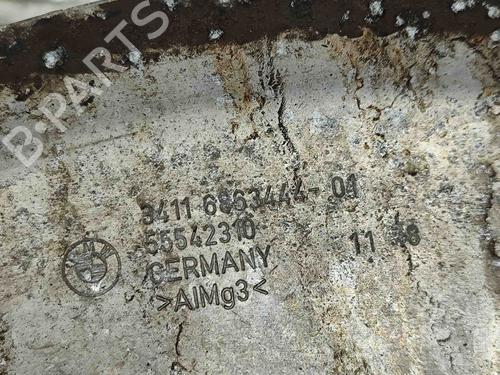 B-PARTS
3411 6863444-01
55542310
11 18
GERMANY
>AlMg3<